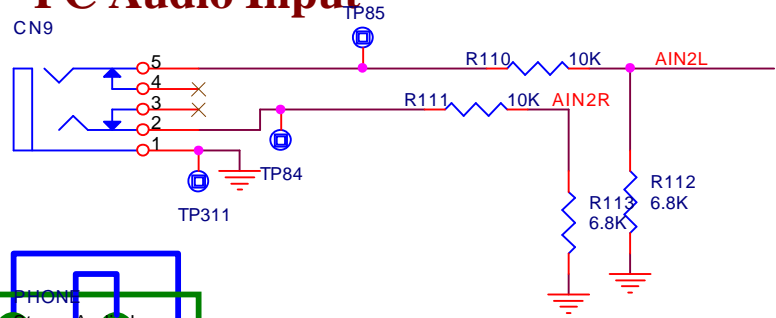 PC Audio Input
CN9
TP85
5
R110 10K AIN2L
4
3
R111 10K AIN2R
2
1
TP84
TP311
R113
6.8K
R112
6.8K
PHONE